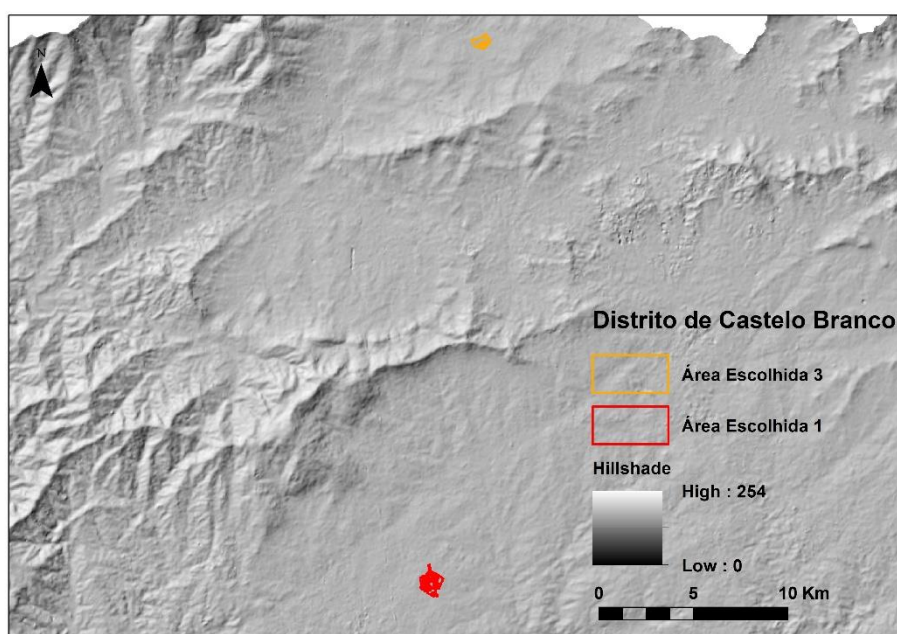 N
Distrito de Castelo Branco
Área Escolhida 3
Área Escolhida 1
Hillshade
High : 254
Low : 0
0 5 10 Km